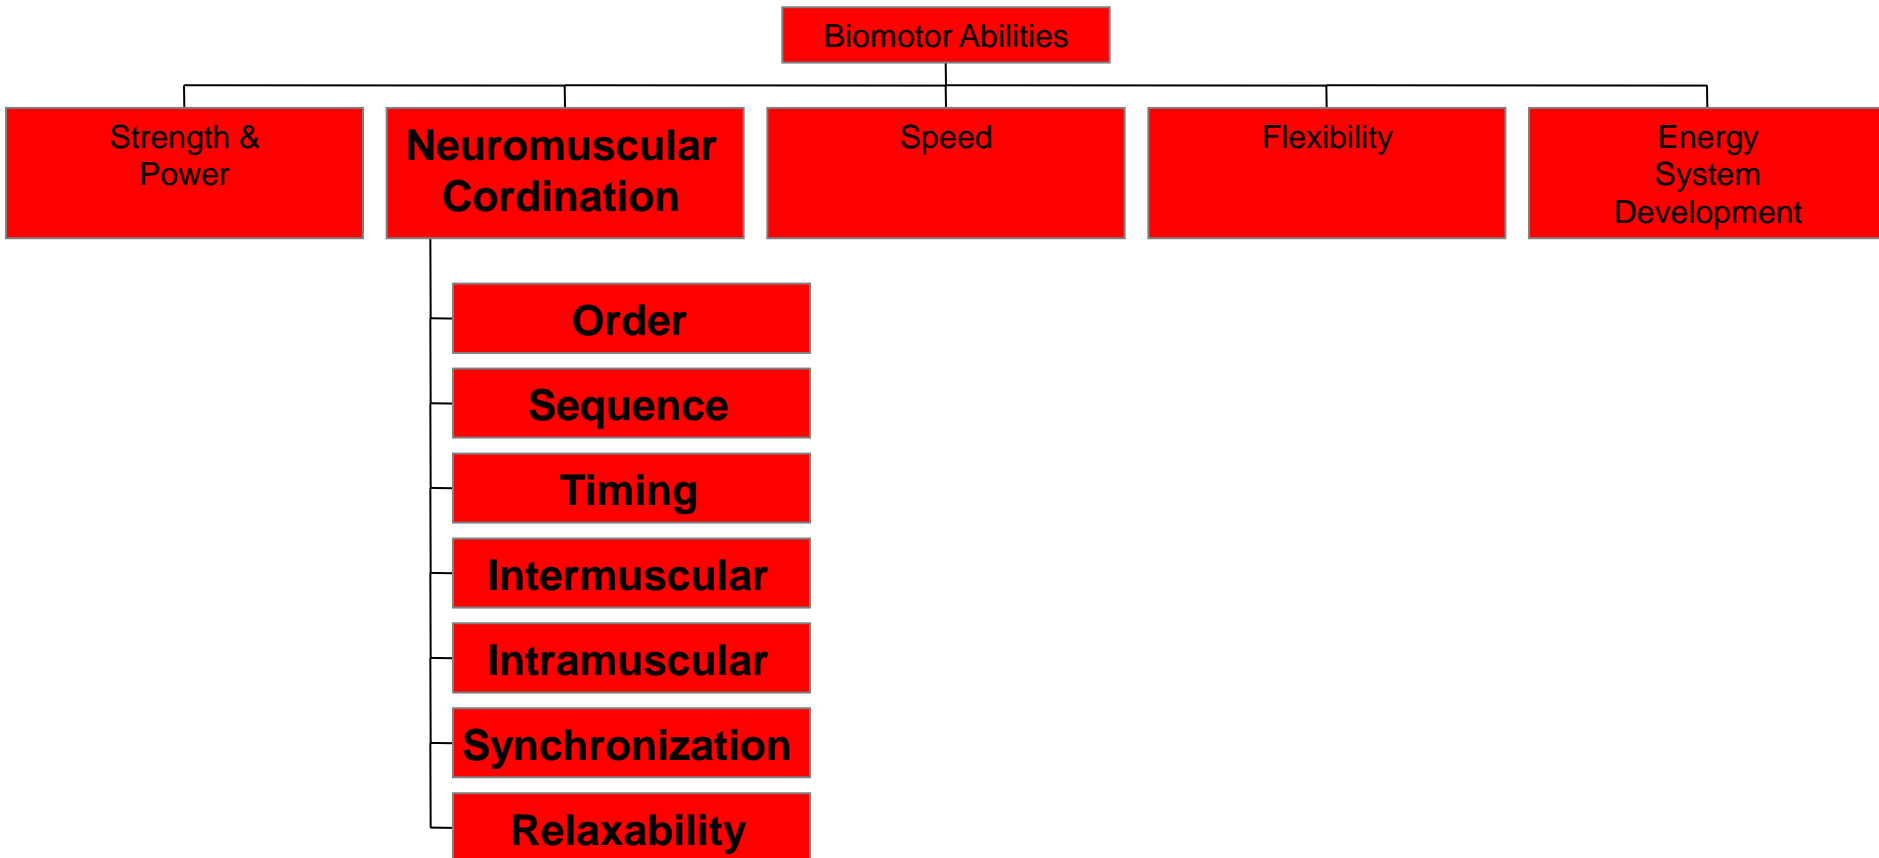 Biomotor Abilities
Strength &
Power
Neuromuscular
Cordination
Speed
Flexibility
Energy
System
Development
Order
Sequence
Timing
Intermuscular
Intramuscular
Synchronization
Relaxability